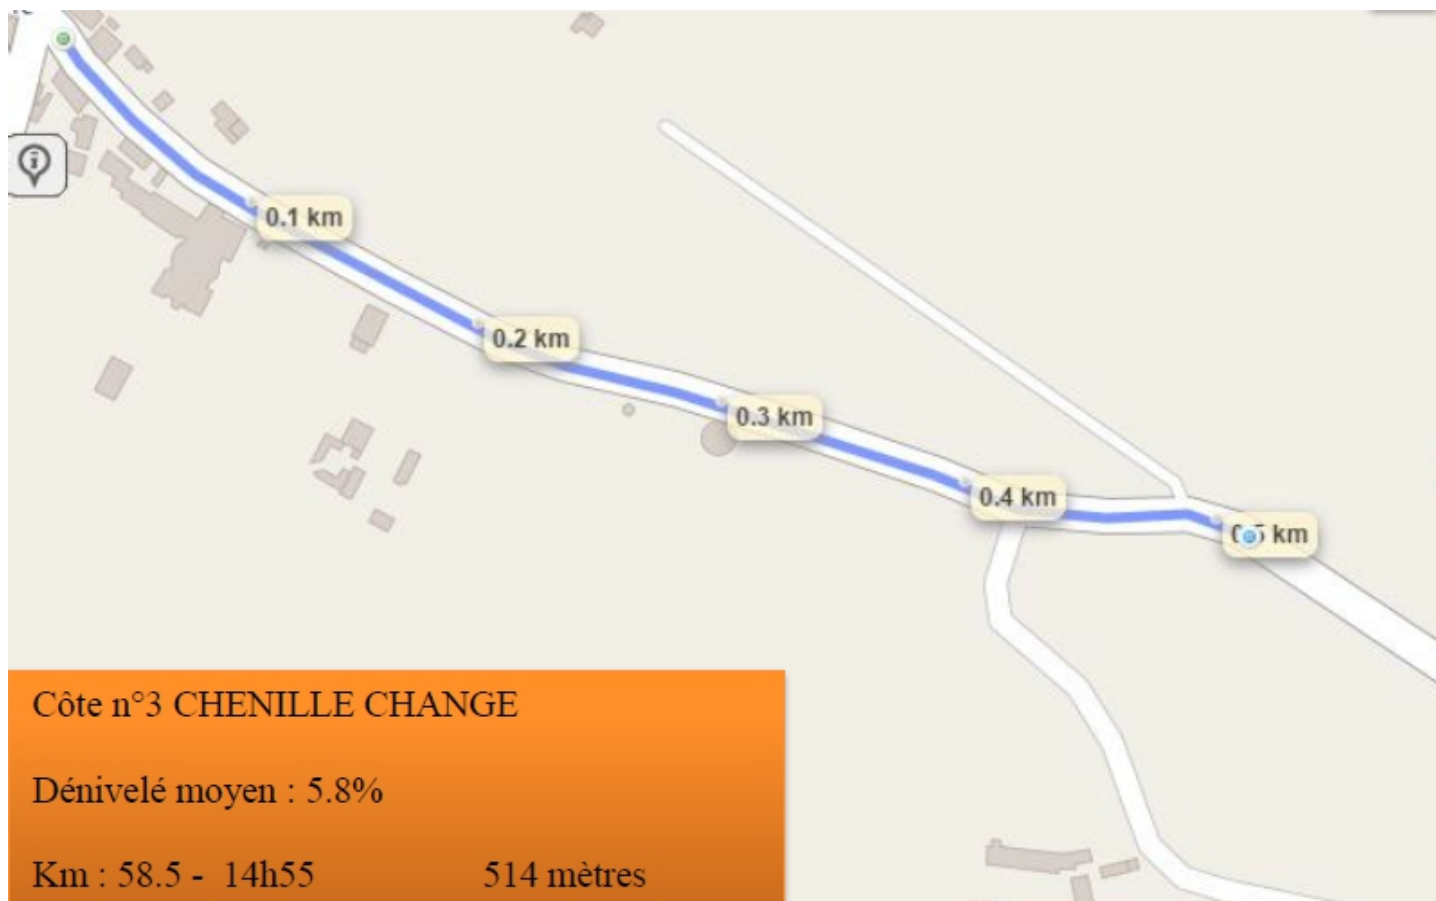 0.1 km
0.2 km
0.3 km
0.4 km
km
Côte n°3 CHENILLE CHANGE
Dénivelé moyen : 5.8%
Km : 58.5 - 14h55 514 mètres